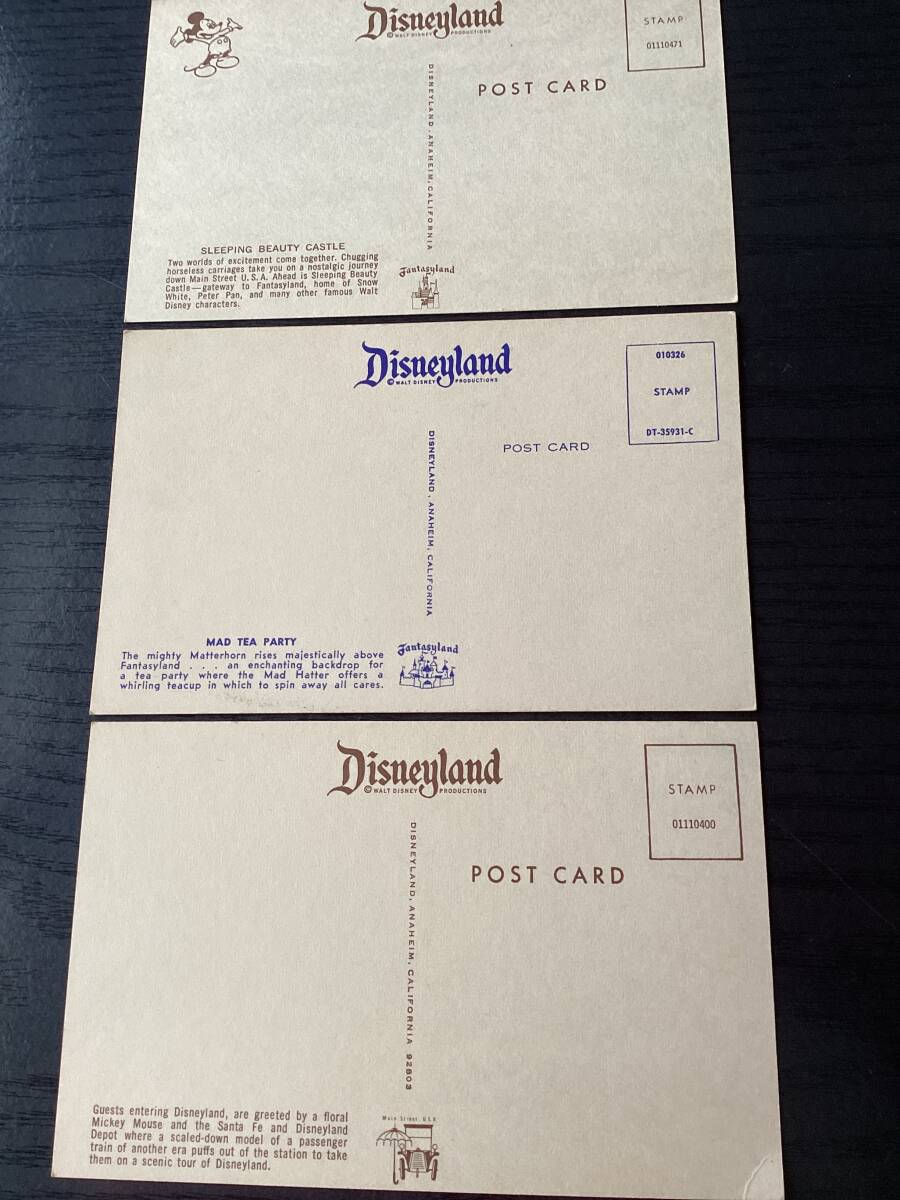 Disneyland
© WALT DISNEY PRODUCTIONS
STAMP
01110471
POST CARD
DISNEYLAND, ANAHEIM, CALIFORNIA
SLEEPING BEAUTY CASTLE
Two worlds of excitement come together. Chugging
horseless carriages take you on a nostalgic journey
down Main Street U.S.A. Ahead is Sleeping Beauty
Castle—gateway to Fantasyland, home of Snow
White, Peter Pan, and many other famous Walt
Disney characters.
Fantasyland
Disneyland
© WALT DISNEY PRODUCTIONS
010326
STAMP
DT-35931-C
POST CARD
DISNEYLAND, ANAHEIM, CALIFORNIA
MAD TEA PARTY
The mighty Matterhorn rises majestically above
Fantasyland . . . an enchanting backdrop for
a tea party where the Mad Hatter offers a
whirling teacup in which to spin away all cares.
Fantasyland
Disneyland
© WALT DISNEY PRODUCTIONS
STAMP
01110400
POST CARD
DISNEYLAND, ANAHEIM, CALIFORNIA 92803
Guests entering Disneyland, are greeted by a floral
Mickey Mouse and the Santa Fe and Disneyland
Depot where a scaled-down model of a passenger
train of another era puffs out of the station to take
them on a scenic tour of Disneyland.
Main Street, U.S.A.